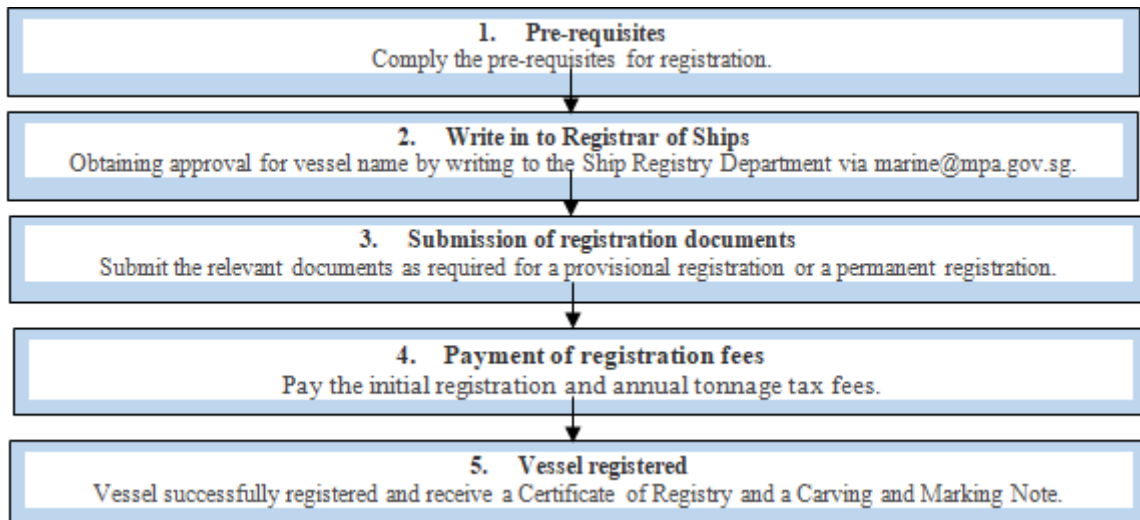 1. Pre-requisites
Comply the pre-requisites for registration.
2. Write in to Registrar of Ships
Obtaining approval for vessel name by writing to the Ship Registry Department via marine@mpa.gov.sg.
3. Submission of registration documents
Submit the relevant documents as required for a provisional registration or a permanent registration.
4. Payment of registration fees
Pay the initial registration and annual tonnage tax fees.
5. Vessel registered
Vessel successfully registered and receive a Certificate of Registry and a Carving and Marking Note.